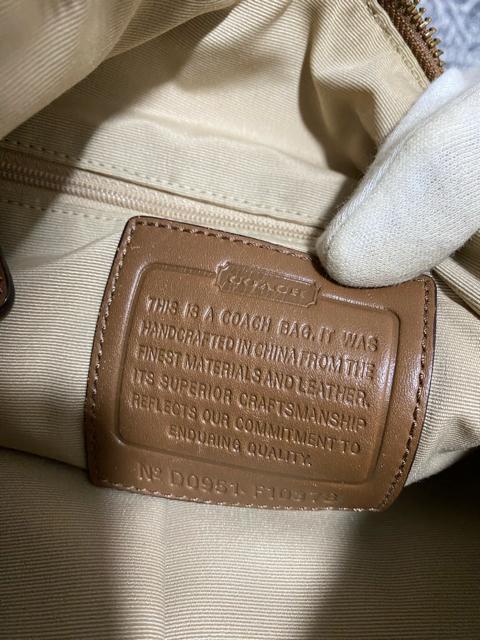 COACH
THIS IS A COACH BAG. IT WAS
HANDCRAFTED IN CHINA FROM THE
FINEST MATERIALS AND LEATHER.
ITS SUPERIOR CRAFTSMANSHIP
REFLECTS OUR COMMITMENT TO
ENDURING QUALITY.
Nº D0951-F10373